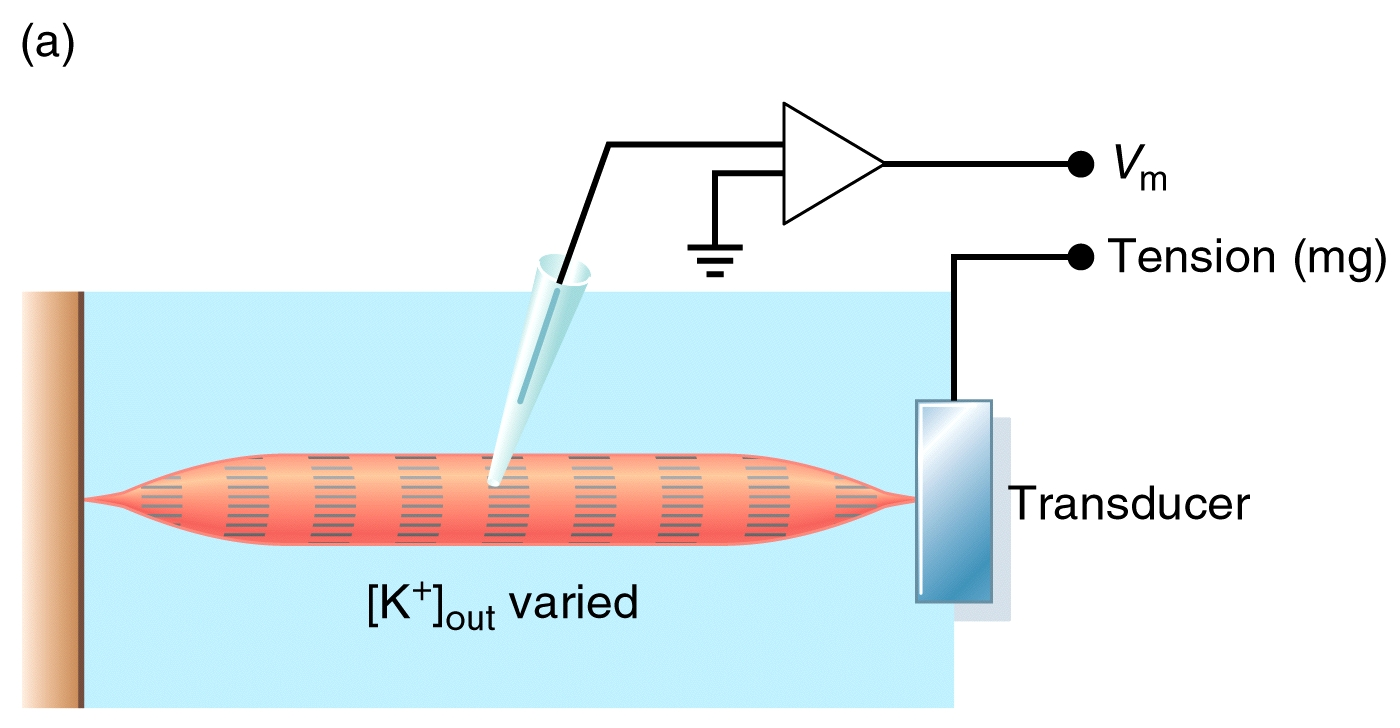 (a)
Vm
Tension (mg)
Transducer
[K+]out varied